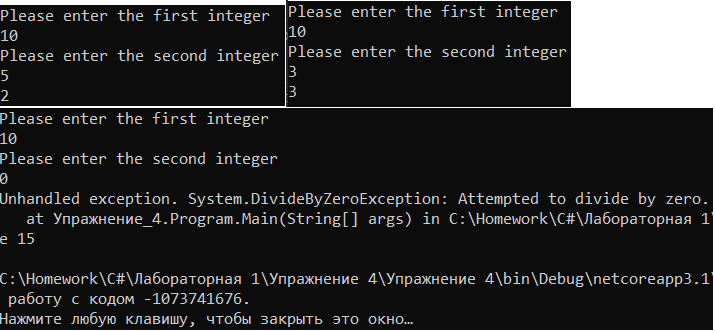 Please enter the first integer
10
Please enter the second integer
5
2
Please enter the first integer
10
Please enter the second integer
3
3
Please enter the first integer
10
Please enter the second integer
0
Unhandled exception. System.DivideByZeroException: Attempted to divide by zero.
at Упражнение_4.Program.Main(String[] args) in C:\Homework\C#\Лабораторная 1\
е 15
C:\Homework\C#\Лабораторная 1\Упражнение 4\Упражнение 4\bin\Debug\netcoreapp3.1\
работу с кодом -1073741676.
Нажмите любую клавишу, чтобы закрыть это окно…